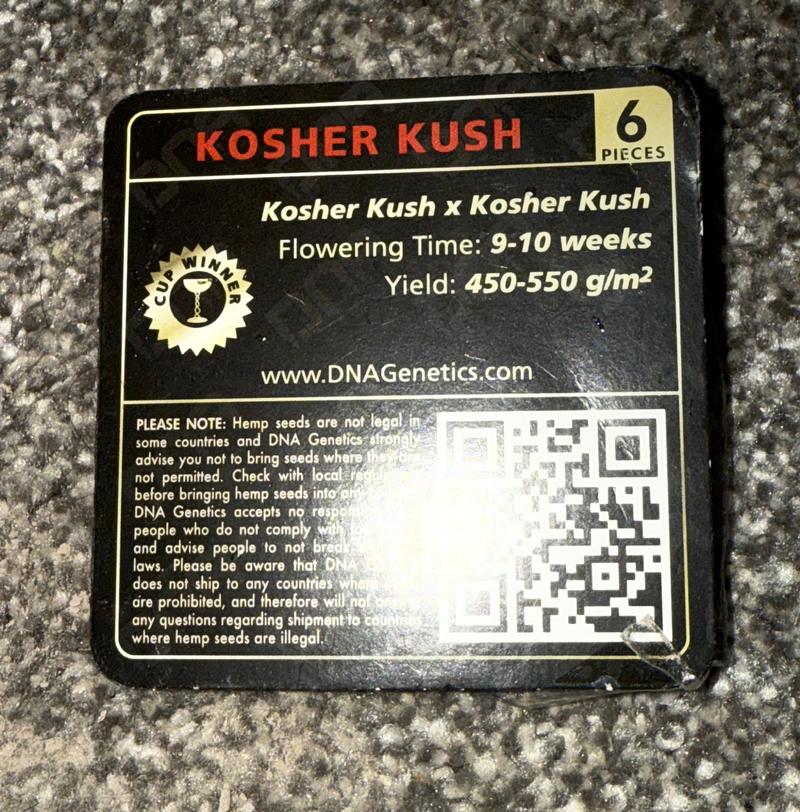 KOSHER KUSH
6
PIECES
Kosher Kush x Kosher Kush
Flowering Time: 9-10 weeks
Yield: 450-550 g/m²
CUP WINNER
www.DNAGenetics.com
PLEASE NOTE: Hemp seeds are not legal in
some countries and DNA Genetics strongly
advise you not to bring seeds where they are
not permitted. Check with local
before bringing hemp seeds into any
DNA Genetics accepts no
people who do not comply with
and advise people to not break
laws. Please be aware that DNA
does not ship to any countries where
are prohibited, and therefore will not
any questions regarding shipment to countries
where hemp seeds are illegal.